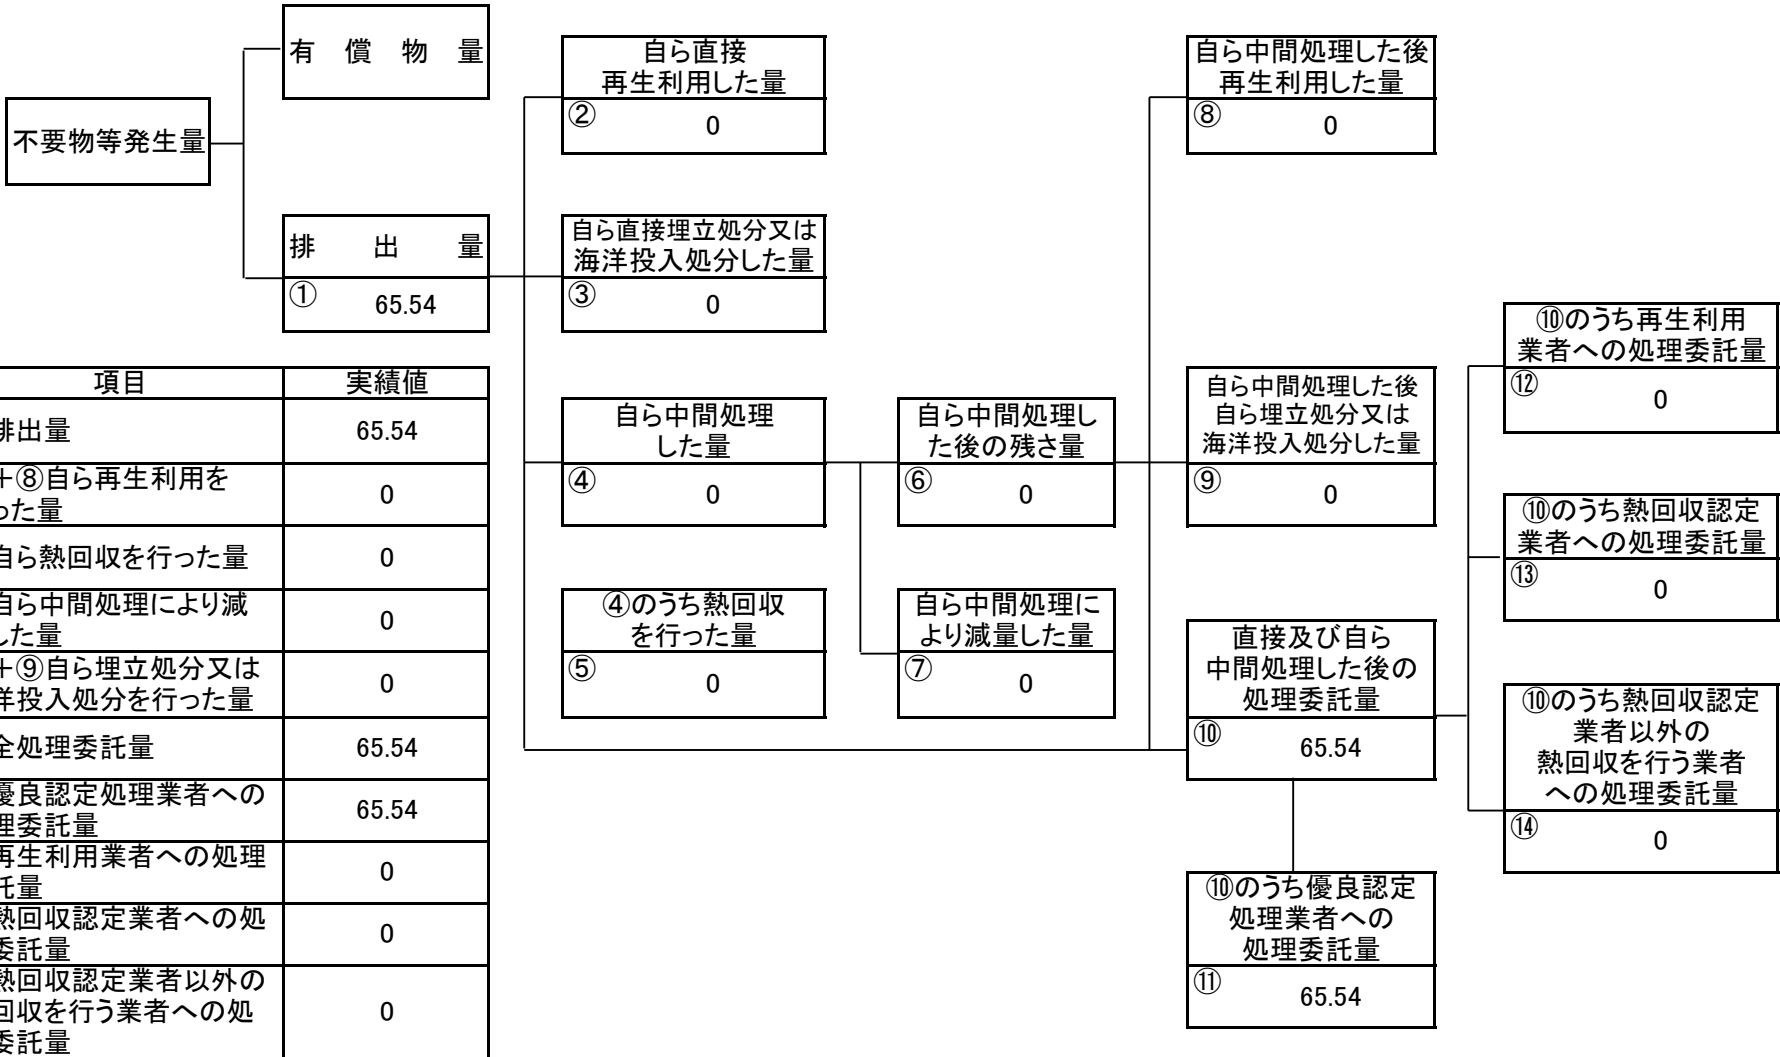 有償物量
不要物等発生量
排出量
①
65.54
自ら直接
再生利用した量
②
0
自ら直接埋立処分又は
海洋投入処分した量
③
0
自ら中間処理
した量
④
0
④のうち熱回収
を行った量
⑤
0
自ら中間処理し
た後の残さ量
⑥
0
自ら中間処理に
より減量した量
⑦
0
自ら中間処理した後
再生利用した量
⑧
0
自ら中間処理した後
自ら埋立処分又は
海洋投入処分した量
⑨
0
直接及び自ら
中間処理した後の
処理委託量
⑩
65.54
⑩のうち優良認定
処理業者への
処理委託量
⑪
65.54
⑩のうち再生利用
業者への処理委託量
⑫
0
⑩のうち熱回収認定
業者への処理委託量
⑬
0
⑩のうち熱回収認定
業者以外の
熱回収を行う業者
への処理委託量
⑭
0
項目
実績値
排出量
65.54
+⑧自ら再生利用を
った量
0
自ら熱回収を行った量
0
自ら中間処理により減
した量
0
+⑨自ら埋立処分又は
洋投入処分を行った量
0
全処理委託量
65.54
優良認定処理業者への
理委託量
65.54
再生利用業者への処理
託量
0
熱回収認定業者への処
委託量
0
熱回収認定業者以外の
回収を行う業者への処
委託量
0